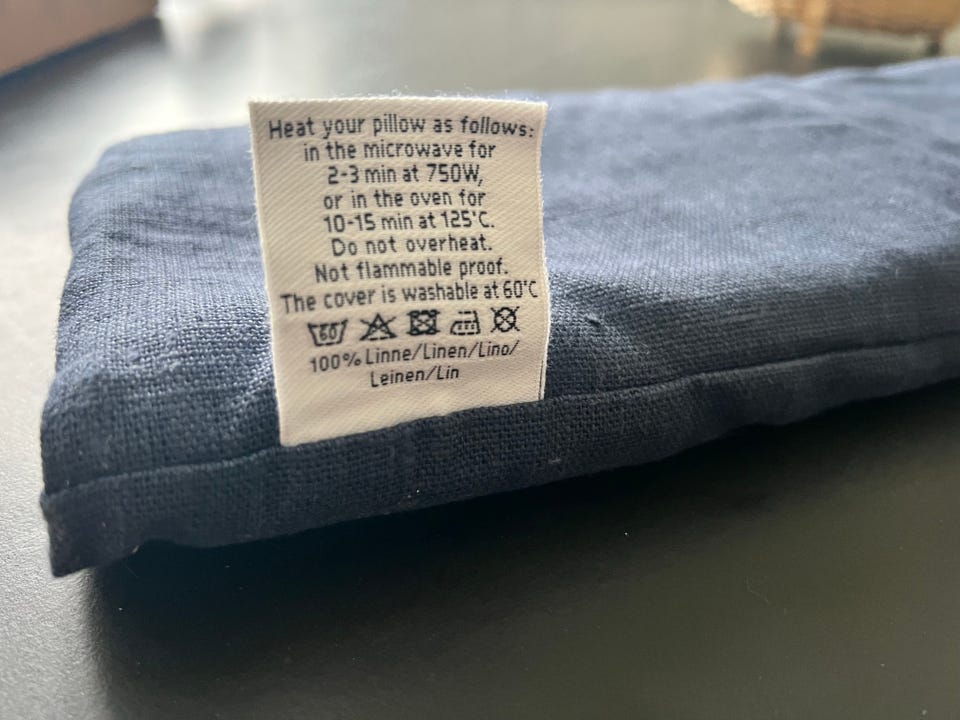 Heat your pillow as follows:
in the microwave for
2-3 min at 750W,
or in the oven for
10-15 min at 125°C.
Do not overheat.
Not flammable proof.
The cover is washable at 60°C
60
100% Linne/Linen/Lino/
Leinen/Lin